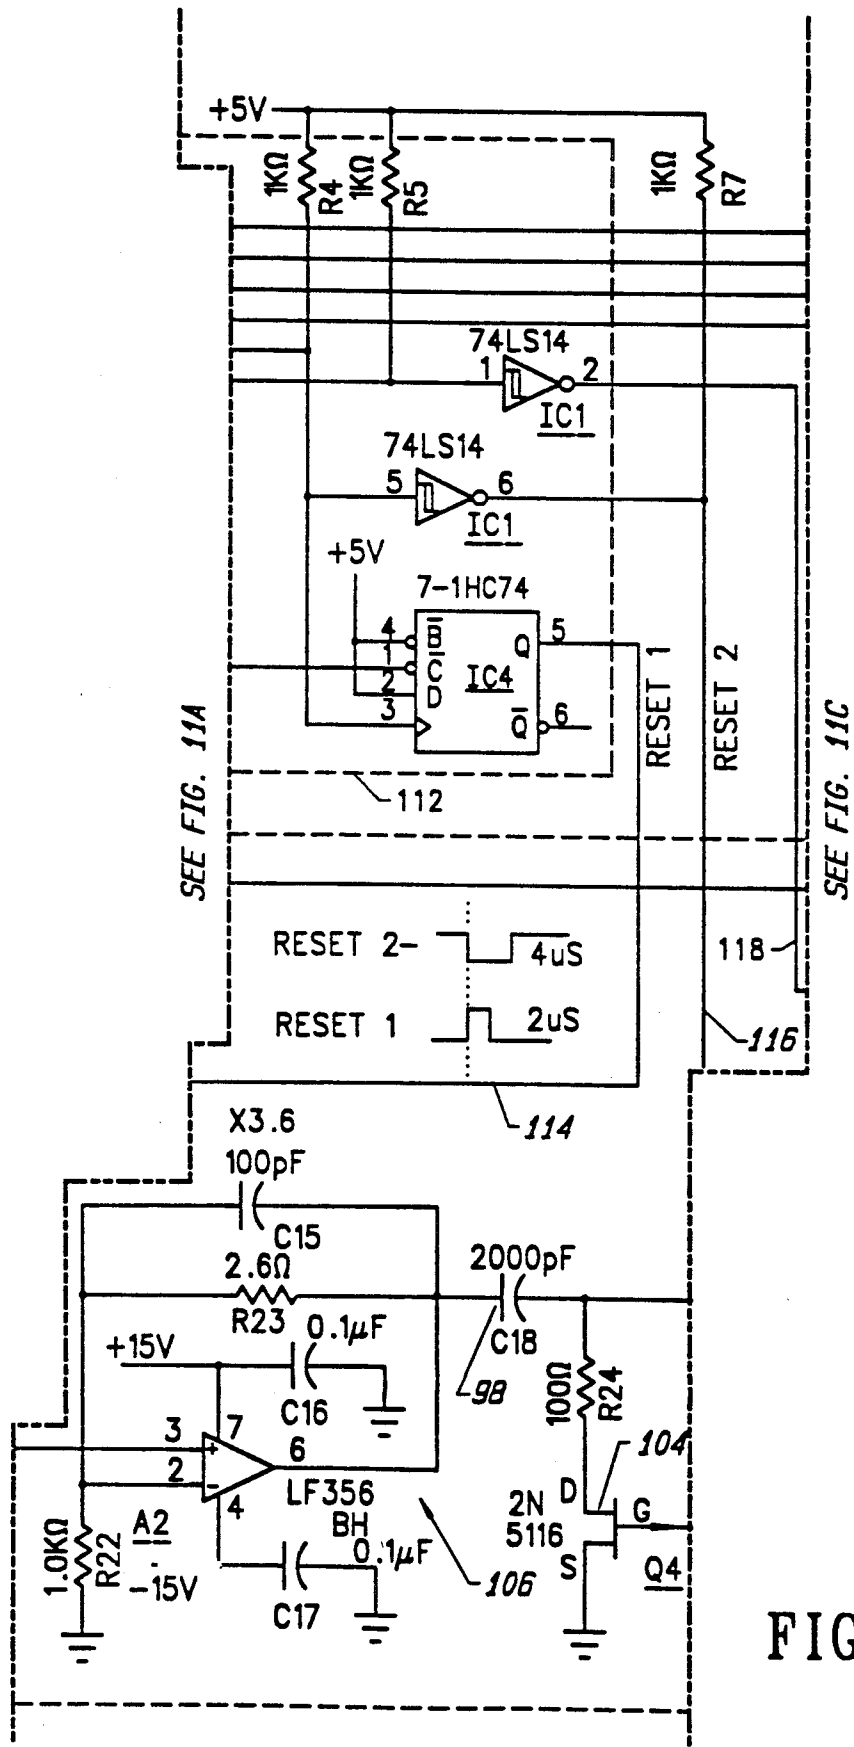 +5V
1KΩ
R4
1KΩ
R5
1KΩ
R7
74LS14
1
2
IC1
74LS14
5
6
IC1
+5V
7-1HC74
4
B̅
Q
5
1
C̅
IC4
2
D
3
Q̅
6
RESET 1
RESET 2
112
SEE FIG. 11A
SEE FIG. 11C
RESET 2-
4uS
118
RESET 1
2uS
116
114
X3.6
100pF
C15
2.6Ω
R23
2000pF
C18
98
0.1µF
+15V
C16
100Ω
R24
3
+
7
6
2
-
4
LF356
BH
A2
-15V
1.0KΩ
R22
0.1µF
C17
106
104
D
2N
5116
G
S
Q4
FIG